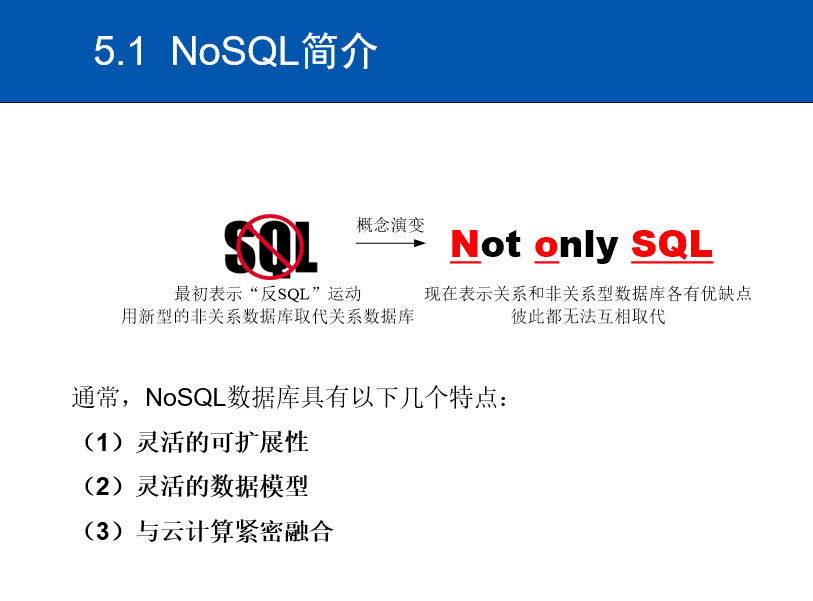 5.1 NoSQL简介
SQL
概念演变
Not only SQL
最初表示“反SQL”运动
用新型的非关系数据库取代关系数据库
现在表示关系和非关系型数据库各有优缺点
彼此都无法互相取代
通常，NoSQL数据库具有以下几个特点：
（1）灵活的可扩展性
（2）灵活的数据模型
（3）与云计算紧密融合